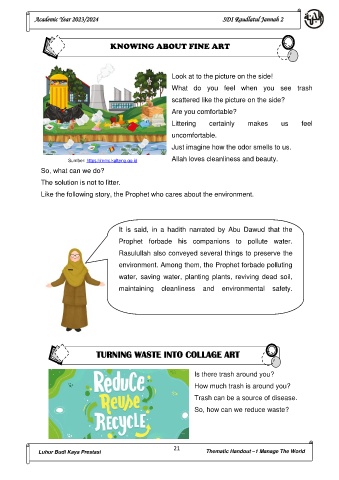 Academic Year 2023/2024
SDI Raudlatul Jannah 2
KNOWING ABOUT FINE ART
Look at to the picture on the side!
What do you feel when you see trash
scattered like the picture on the side?
Are you comfortable?
Littering certainly makes us feel
uncomfortable.
Just imagine how the odor smells to us.
Allah loves cleanliness and beauty.
So, what can we do?
The solution is not to litter.
Like the following story, the Prophet who cares about the environment.
It is said, in a hadith narrated by Abu Dawud that the
Prophet forbade his companions to pollute water.
Rasulullah also conveyed several things to preserve the
environment. Among them, the Prophet forbade polluting
water, saving water, planting plants, reviving dead soil,
maintaining cleanliness and environmental safety.
TURNING WASTE INTO COLLAGE ART
Is there trash around you?
How much trash is around you?
Trash can be a source of disease.
So, how can we reduce waste?
REDUCE
REUSE
RECYCLE
Luhur Budi Kaya Prestasi
21
Thematic Handout –1 Manage The World